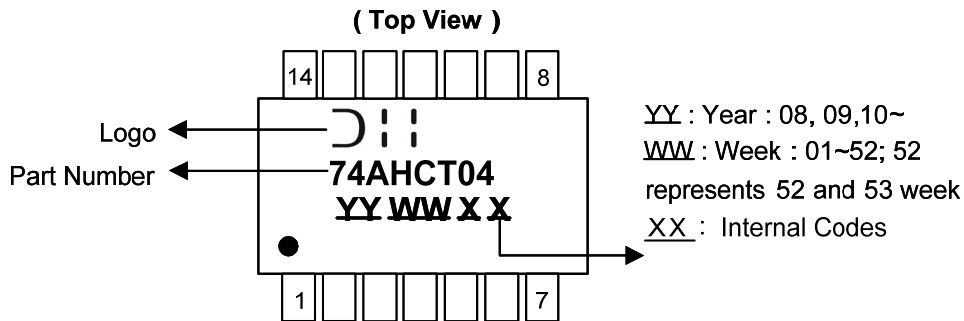 ( Top View )
14
8
Logo
Part Number
74AHCT04
YY WW X X
1
7
YY : Year : 08, 09,10~
WW : Week : 01~52; 52
represents 52 and 53 week
XX : Internal Codes